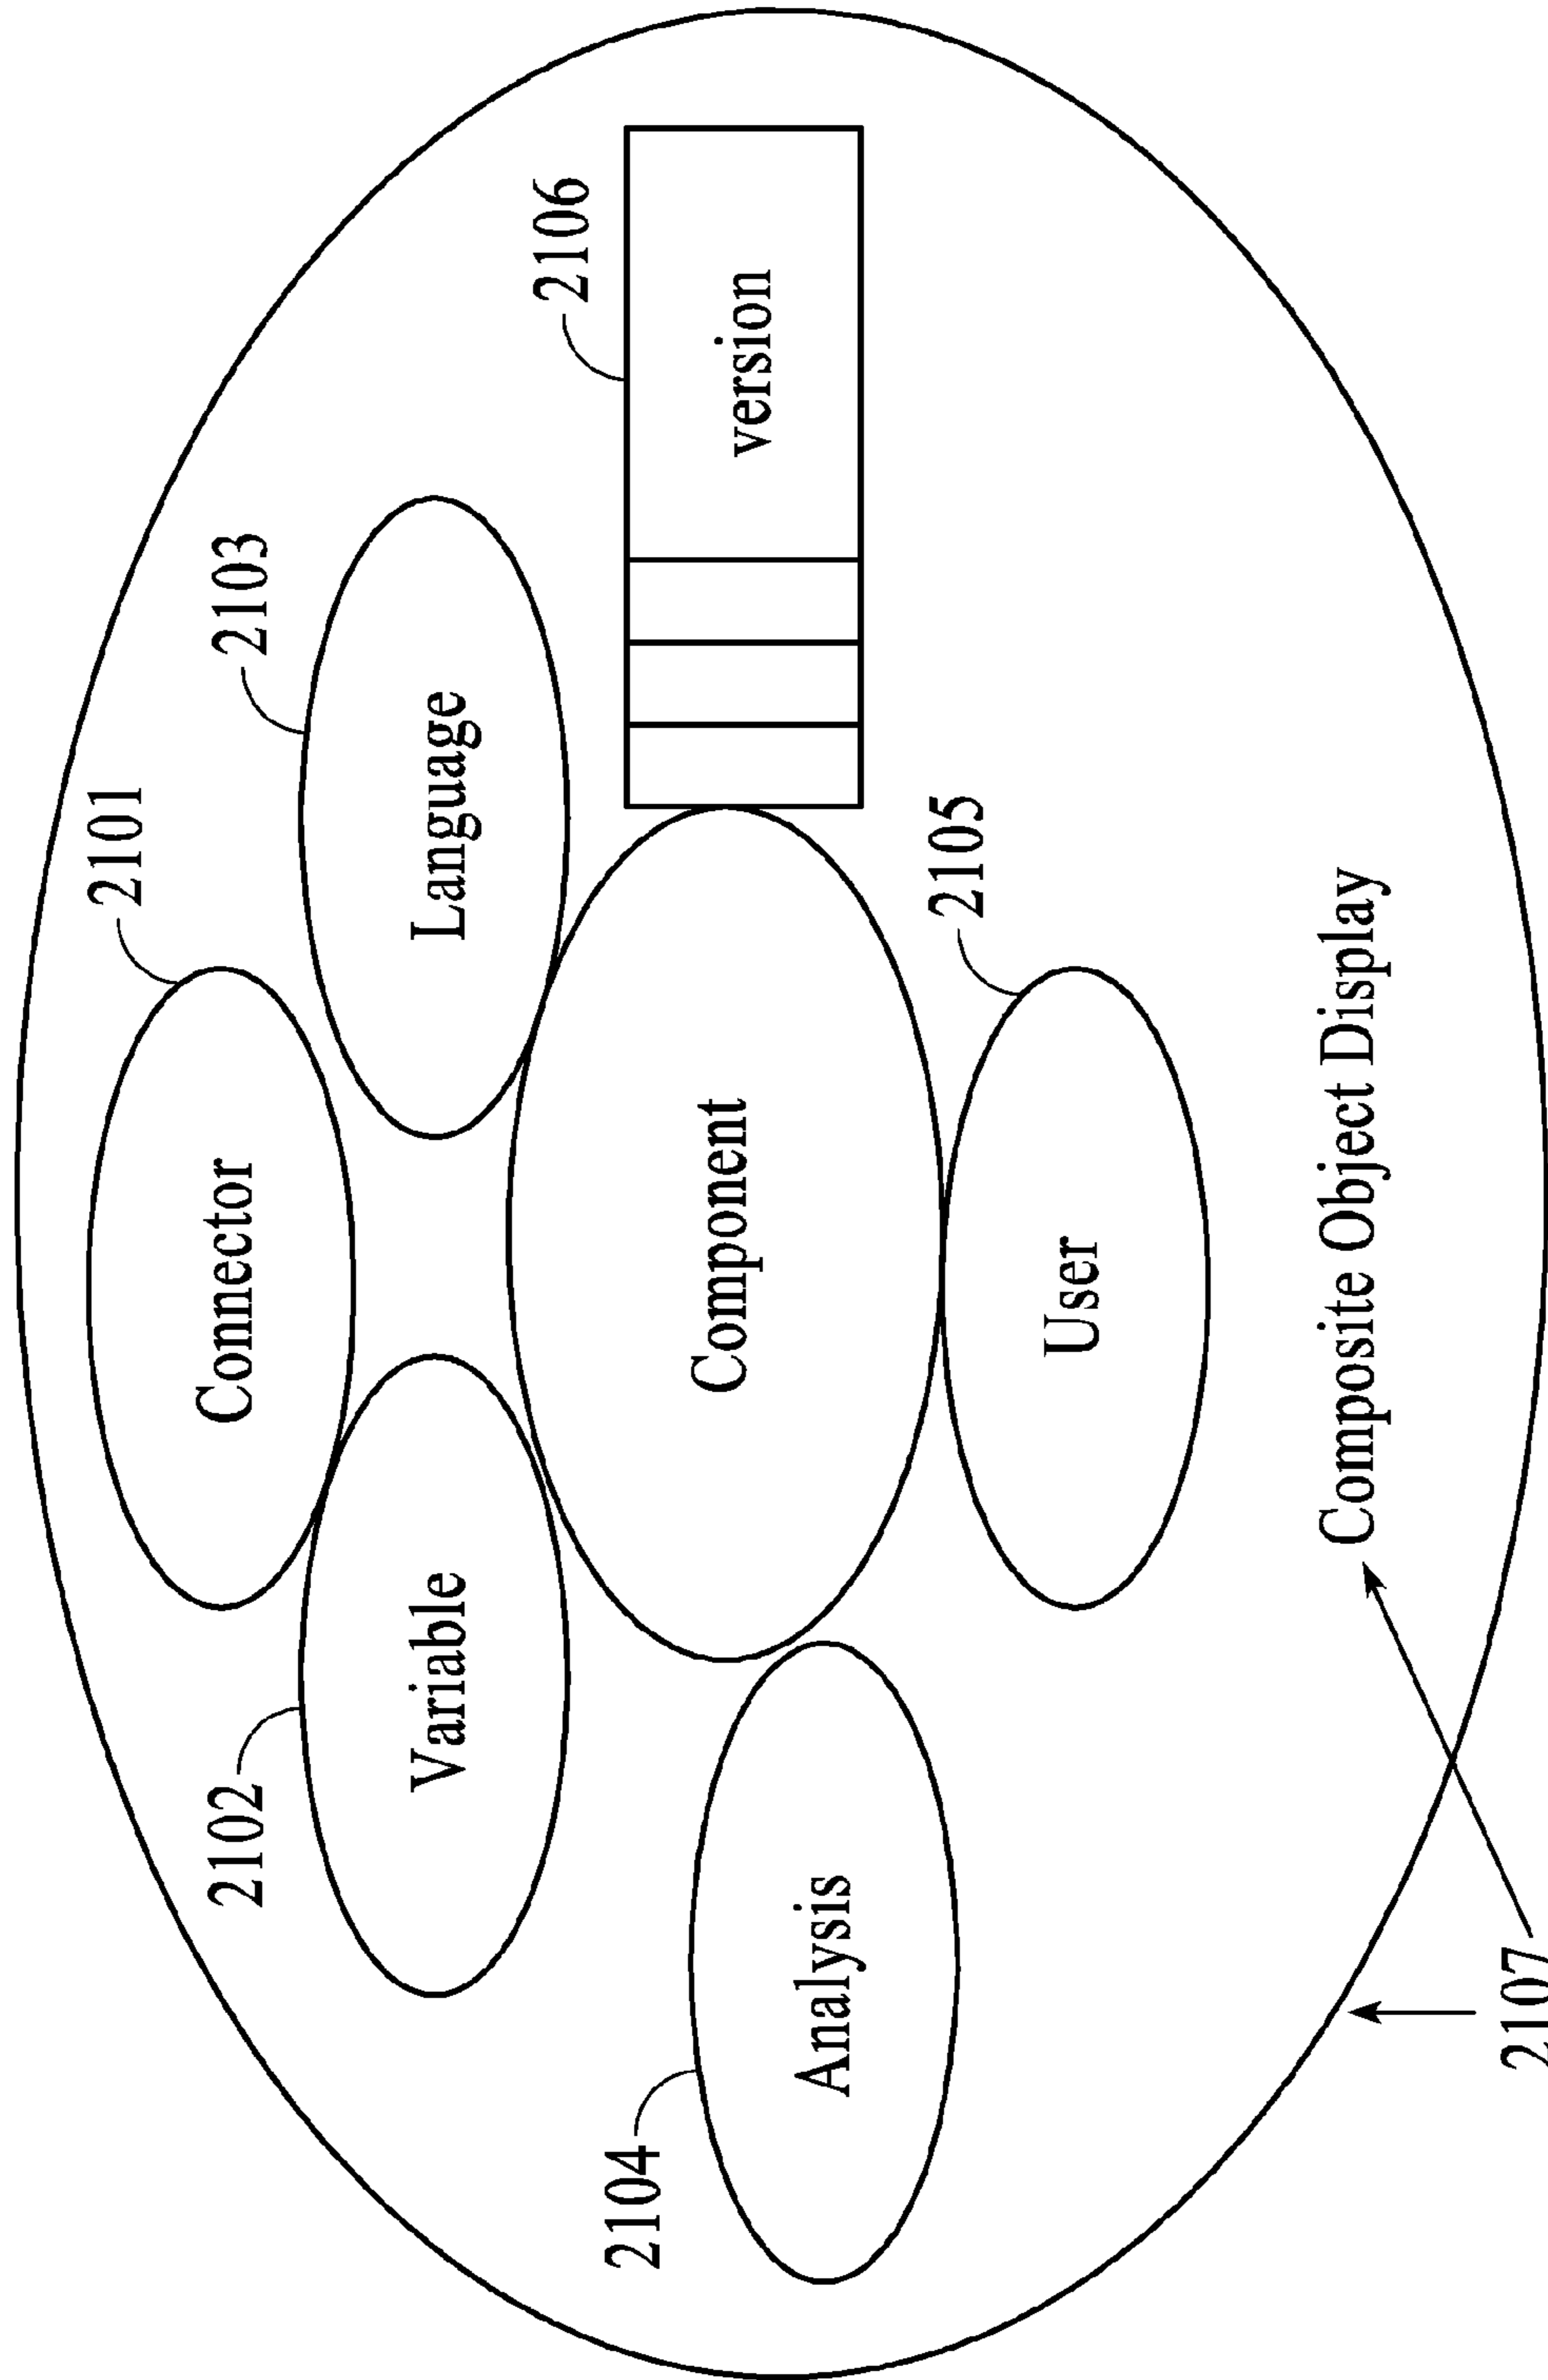 2101
Connector
2102
2103
Variable
Language
2106
2104
Component
version
Analysis
2105
User
Composite Object Display
2107